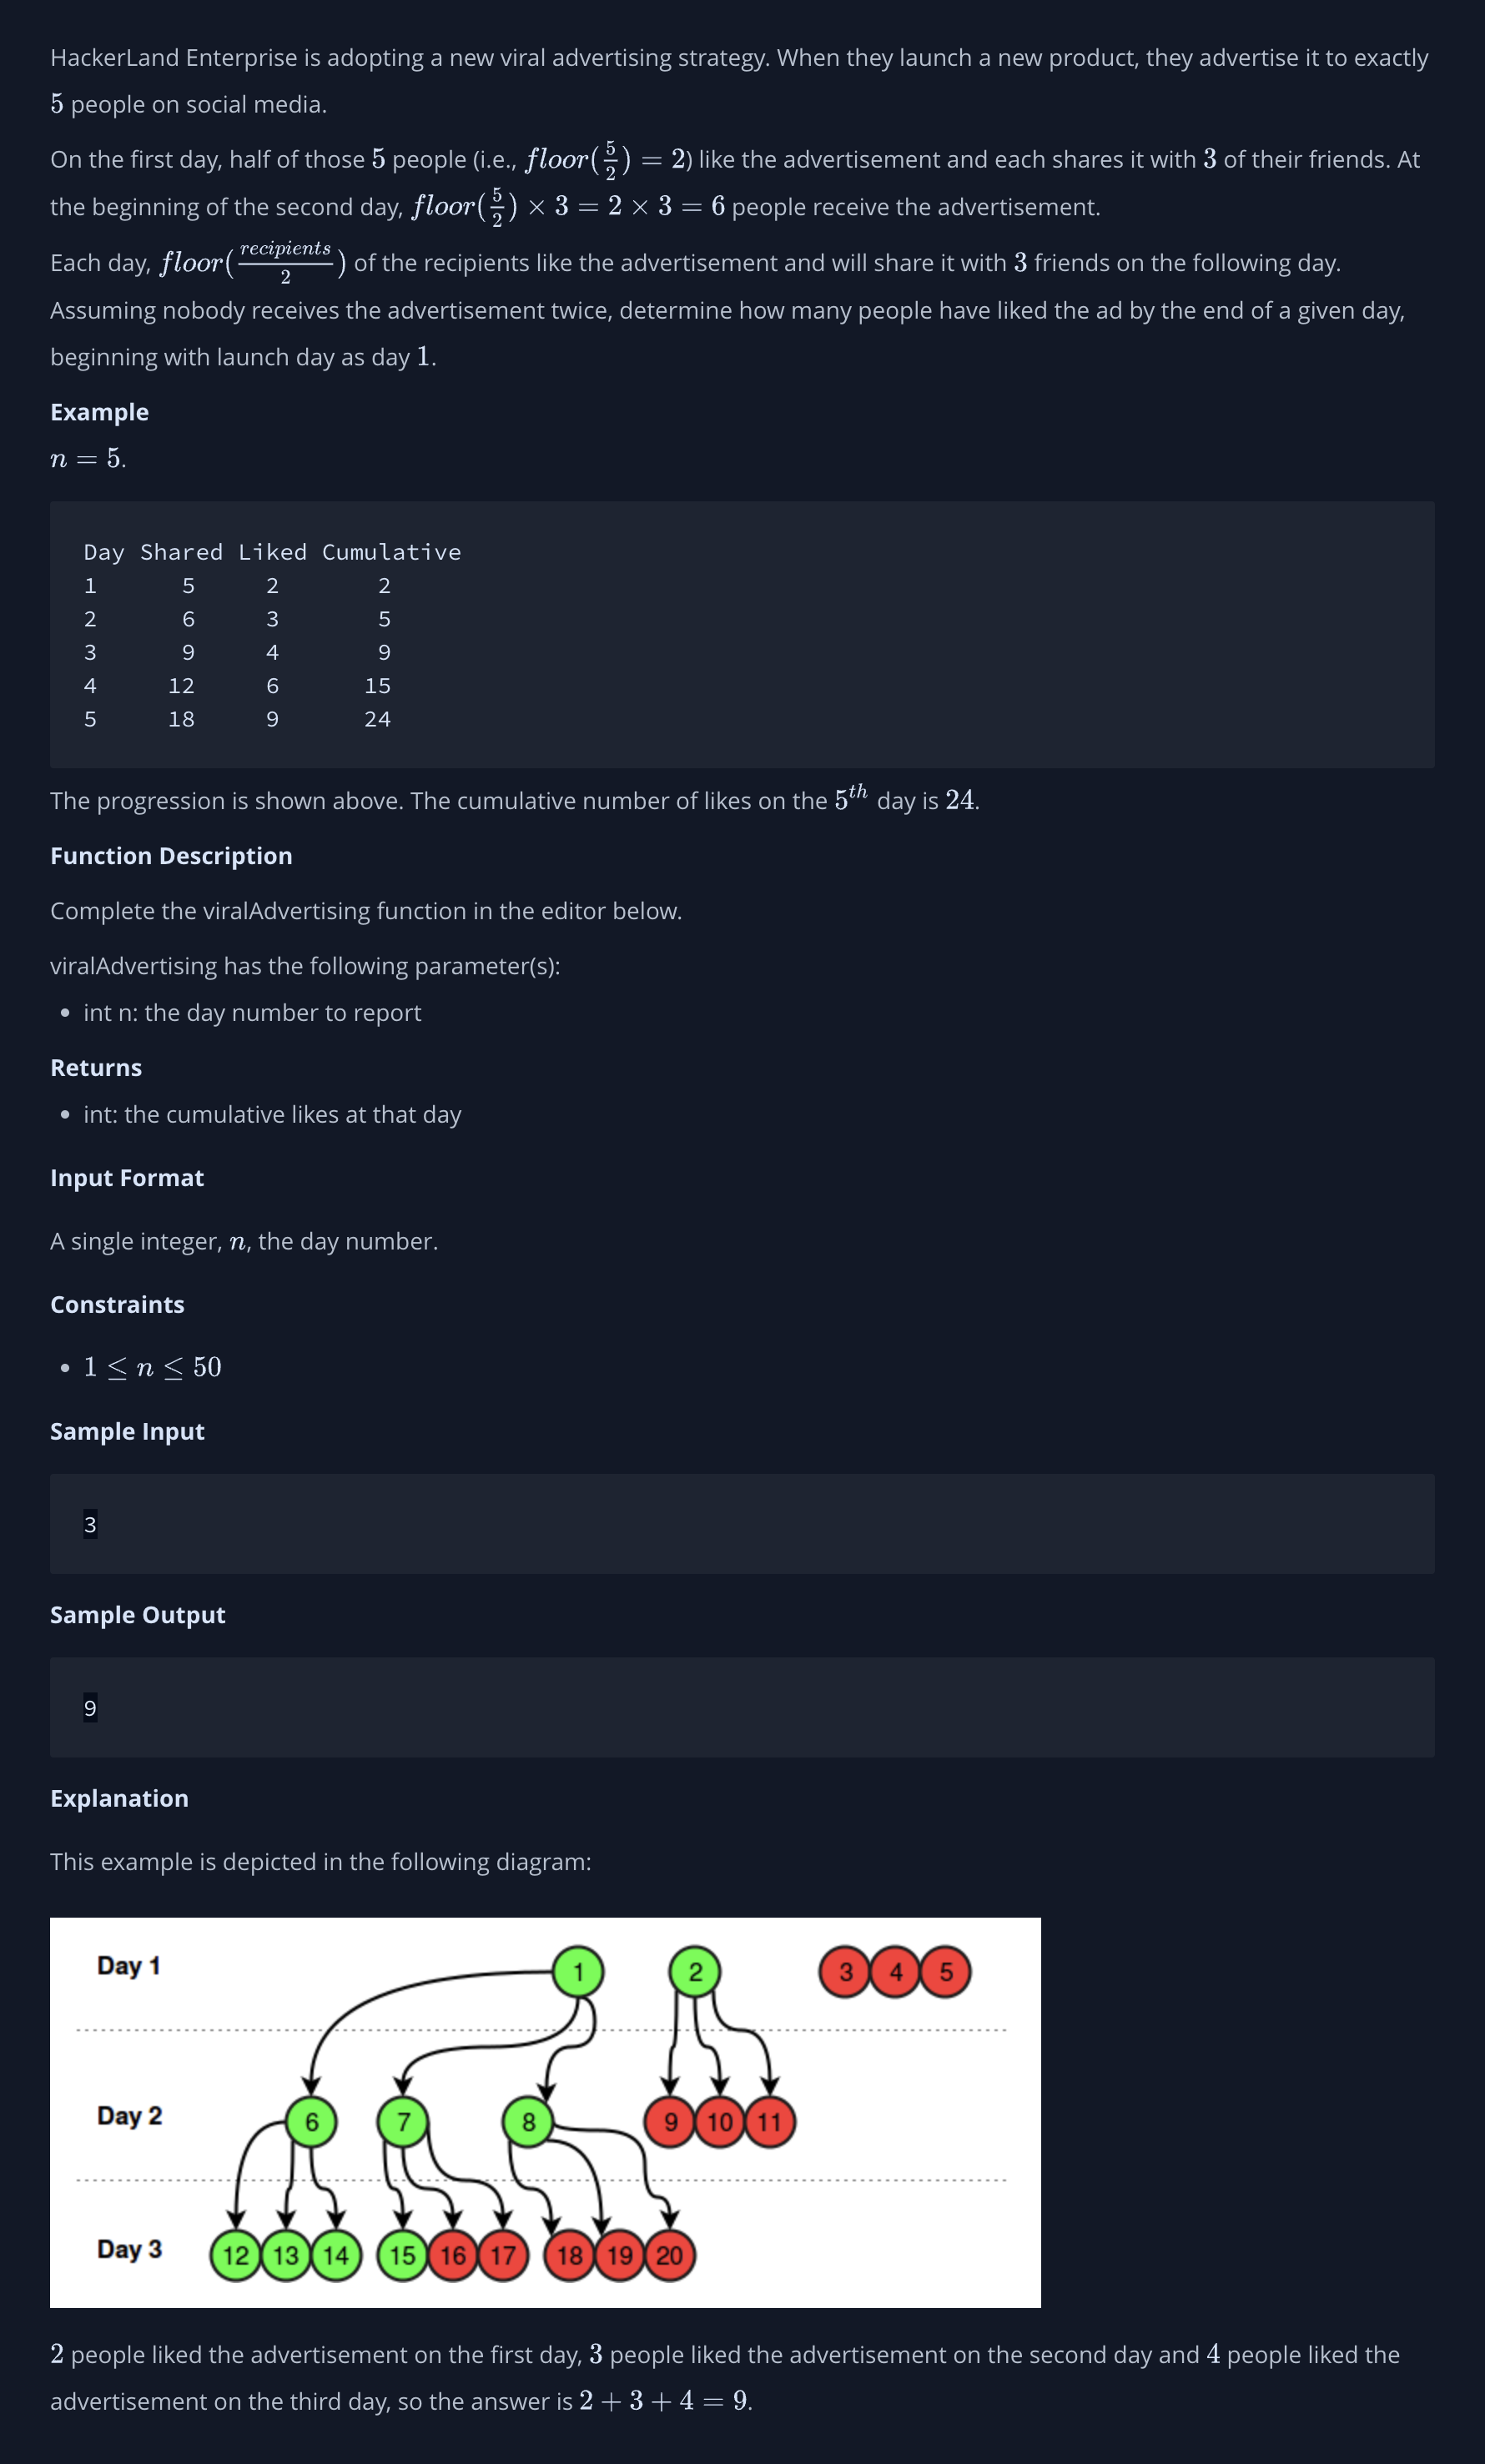 HackerLand Enterprise is adopting a new viral advertising strategy. When they launch a new product, they advertise it to exactly
5 people on social media.
On the first day, half of those 5 people (i.e., floor(5/2) = 2) like the advertisement and each shares it with 3 of their friends. At
the beginning of the second day, floor(5/2) × 3 = 2 × 3 = 6 people receive the advertisement.
Each day, floor(recipients/2) of the recipients like the advertisement and will share it with 3 friends on the following day.
Assuming nobody receives the advertisement twice, determine how many people have liked the ad by the end of a given day,
beginning with launch day as day 1.
Example
n = 5.
Day Shared Liked Cumulative
1 5 2 2
2 6 3 5
3 9 4 9
4 12 6 15
5 18 9 24
The progression is shown above. The cumulative number of likes on the 5th day is 24.
Function Description
Complete the viralAdvertising function in the editor below.
viralAdvertising has the following parameter(s):
• int n: the day number to report
Returns
• int: the cumulative likes at that day
Input Format
A single integer, n, the day number.
Constraints
• 1 ≤ n ≤ 50
Sample Input
3
Sample Output
9
Explanation
This example is depicted in the following diagram:
Day 1 1 2 3 4 5
Day 2 6 7 8 9 10 11
Day 3 12 13 14 15 16 17 18 19 20
2 people liked the advertisement on the first day, 3 people liked the advertisement on the second day and 4 people liked the
advertisement on the third day, so the answer is 2 + 3 + 4 = 9.